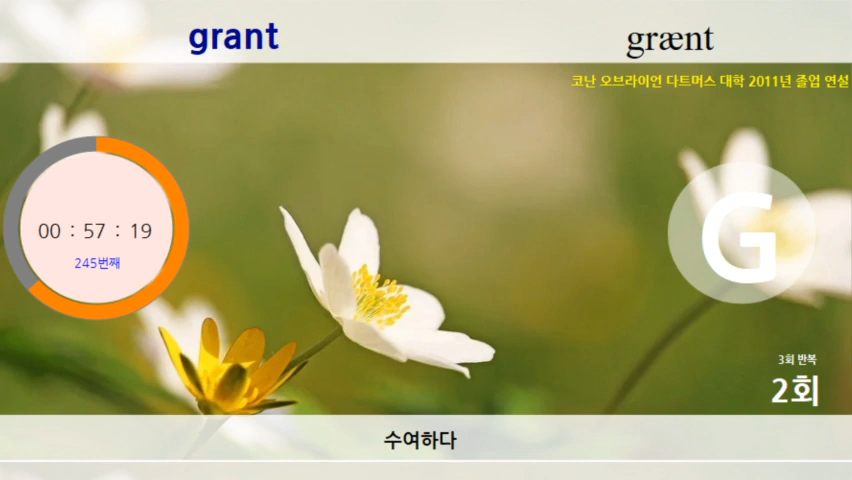 grant
grænt
코난 오브라이언 다트머스 대학 2011년 졸업 연설
00 : 57 : 19
245번째
G
3회 반복
2회
수여하다